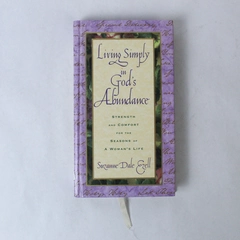 Living Simply
in
God's
Abundance
STRENGTH
AND COMFORT
FOR THE
SEASONS OF
A WOMAN'S LIFE
Suzanne Dale Ezell